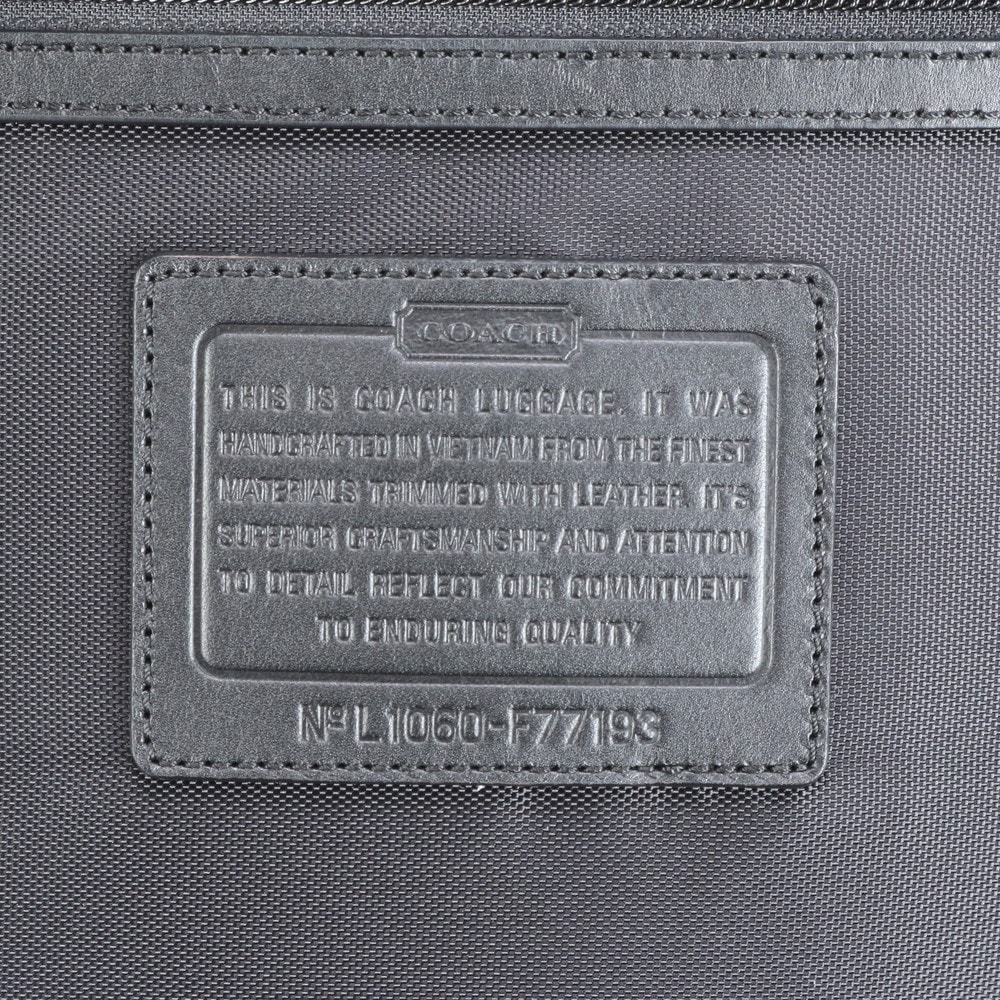 COACH
THIS IS COACH LUGGAGE. IT WAS
HANDCRAFTED IN VIETNAM FROM THE FINEST
MATERIALS TRIMMED WITH LEATHER. IT'S
SUPERIOR CRAFTSMANSHIP AND ATTENTION
TO DETAIL REFLECT OUR COMMITMENT
TO ENDURING QUALITY
Nº L1060-F77193